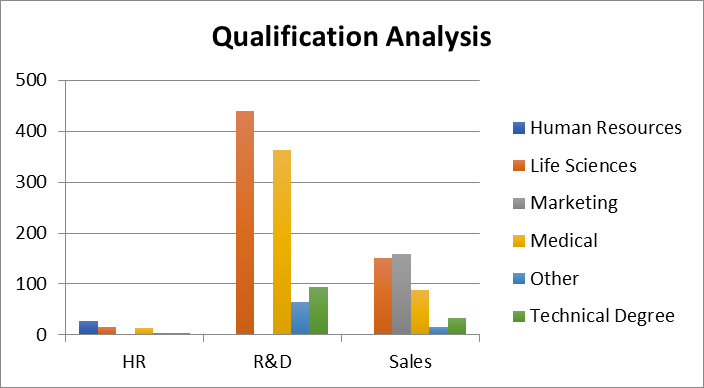 Qualification Analysis
500
400
300
200
100
0
HR
R&D
Sales
Human Resources
Life Sciences
Marketing
Medical
Other
Technical Degree